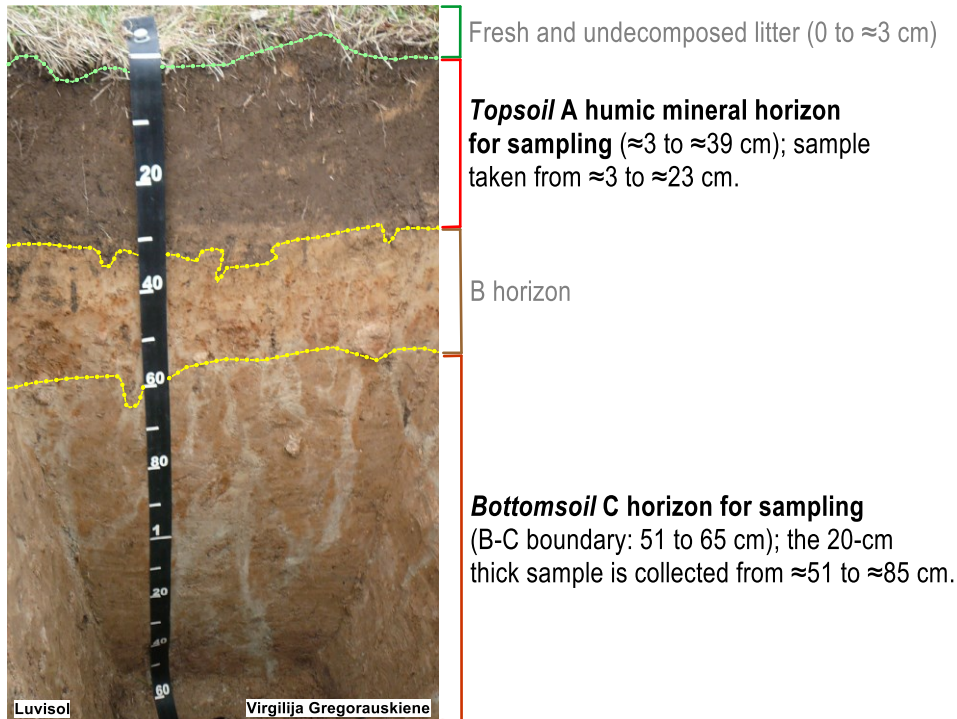 Fresh and undecomposed litter (0 to ≈3 cm)
Topsoil A humic mineral horizon
for sampling (≈3 to ≈39 cm); sample
taken from ≈3 to ≈23 cm.
20
40
B horizon
60
80
Bottomsoil C horizon for sampling
(B-C boundary: 51 to 65 cm); the 20-cm
thick sample is collected from ≈51 to ≈85 cm.
1
20
40
60
Luvisol
Virgilija Gregorauskiene